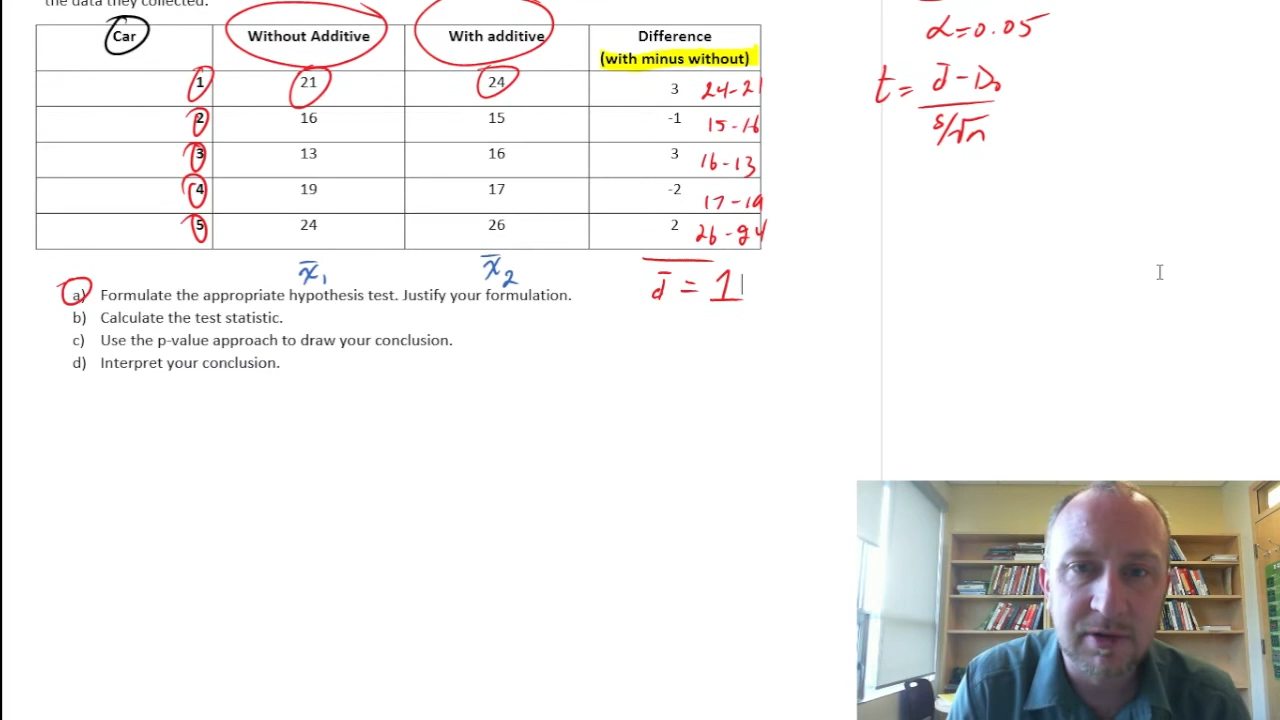 the data they collected.
Car Without Additive With additive Difference (with minus without)
1 21 24 3 24-21
2 16 15 -1 15-16
3 13 16 3 16-13
4 19 17 -2 17-19
5 24 26 2 26-24
x̄₁ x̄₂ d̄ = 1
a) Formulate the appropriate hypothesis test. Justify your formulation.
b) Calculate the test statistic.
c) Use the p-value approach to draw your conclusion.
d) Interpret your conclusion.
α=0.05
t = d̄-D₀
s/√n